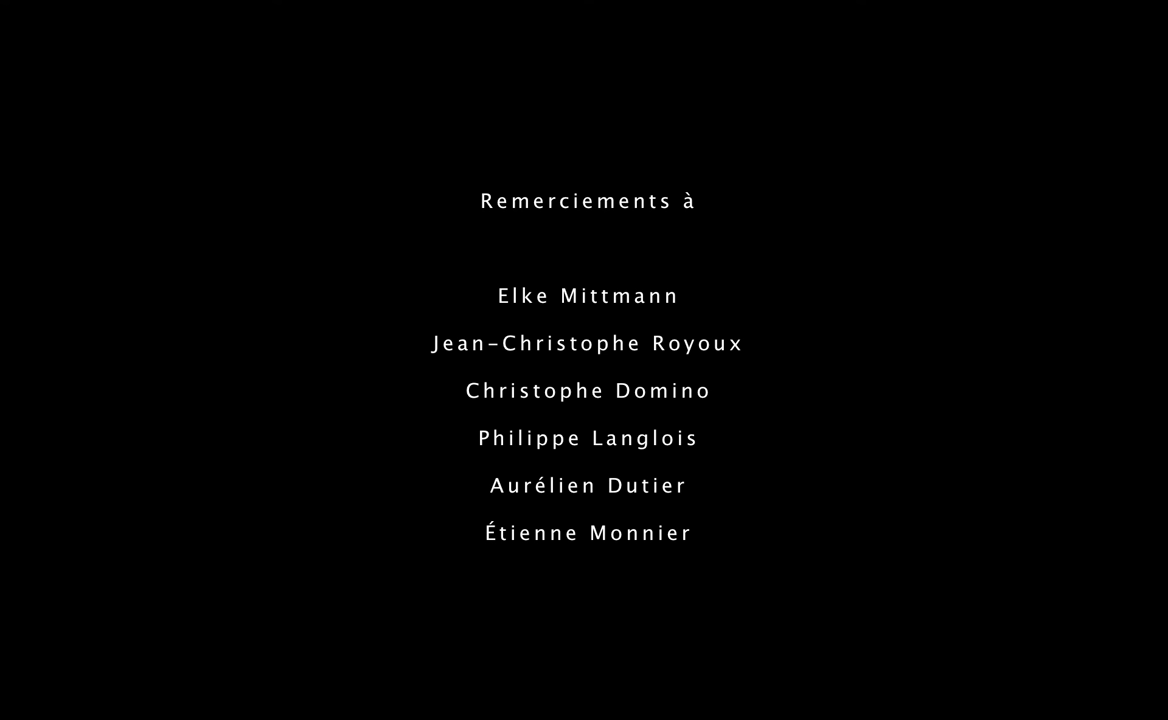 Remerciements à
Elke Mittmann
Jean-Christophe Royoux
Christophe Domino
Philippe Langlois
Aurélien Dutier
Étienne Monnier